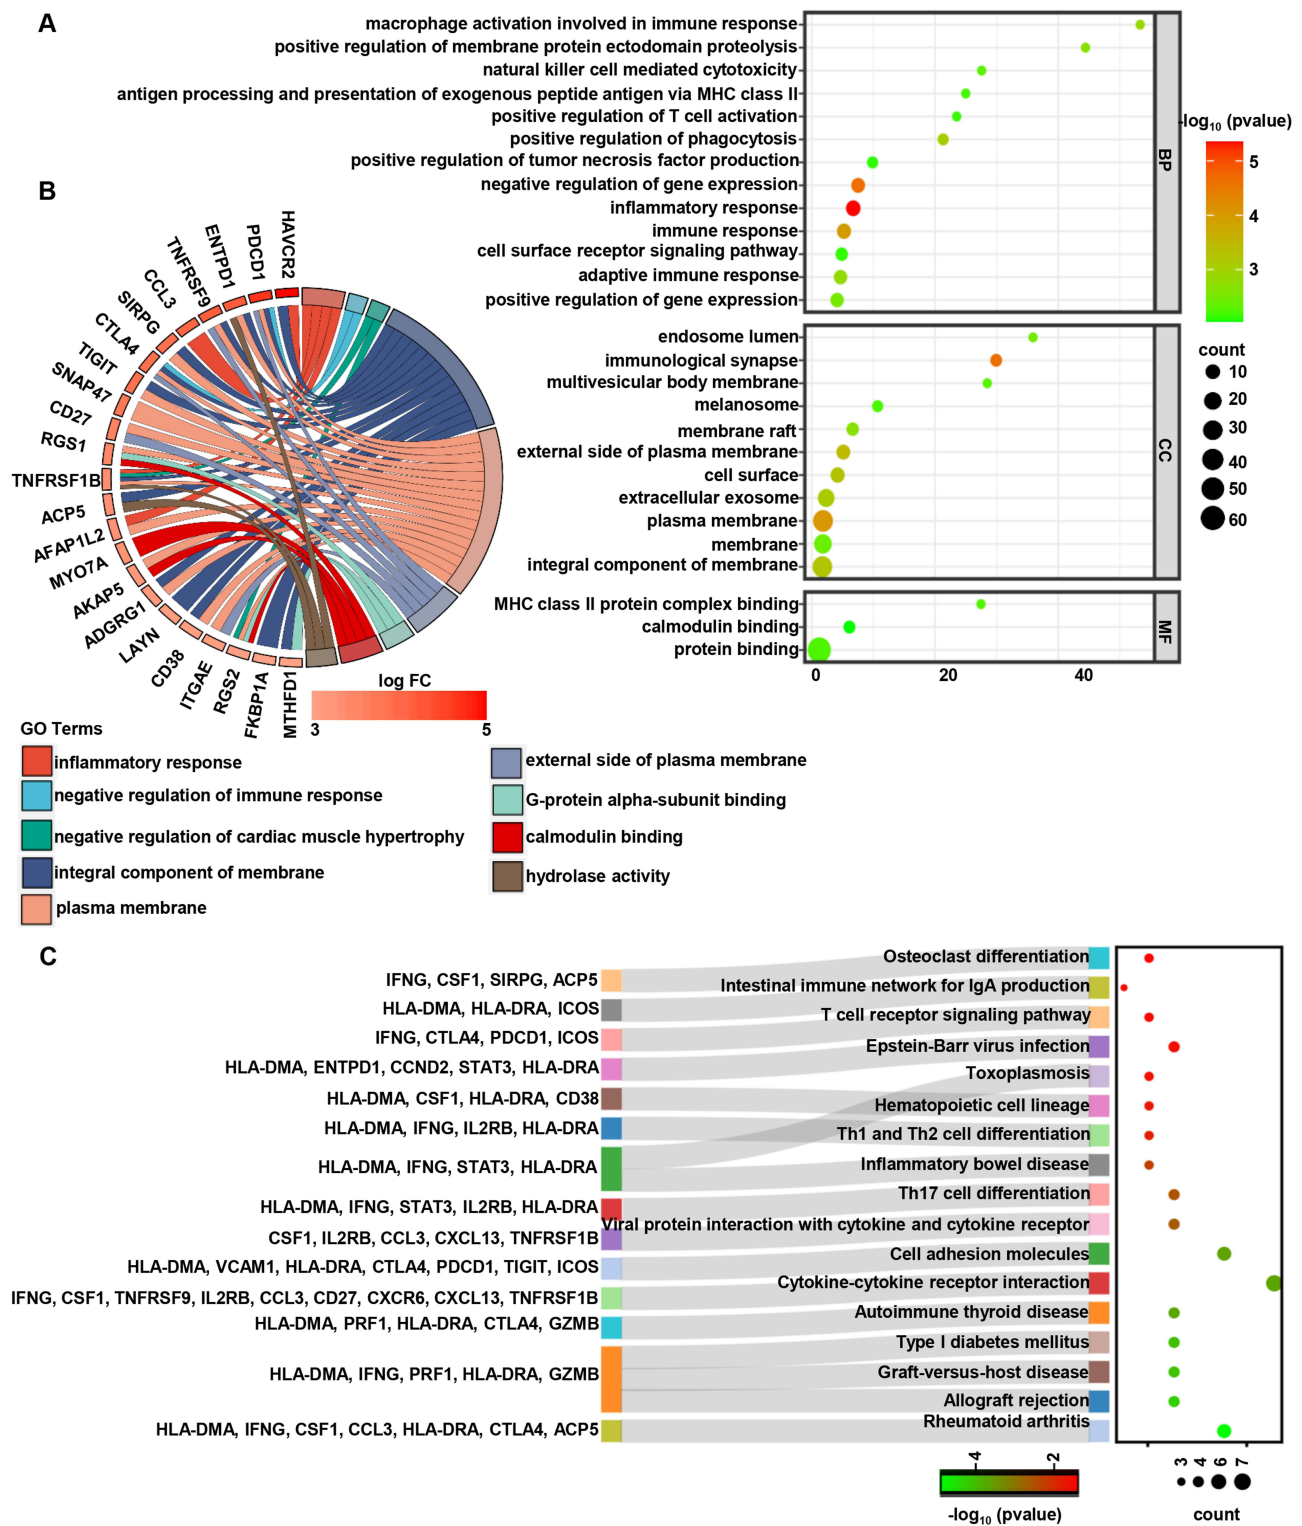 A
macrophage activation involved in immune response
positive regulation of membrane protein ectodomain proteolysis
natural killer cell mediated cytotoxicity
antigen processing and presentation of exogenous peptide antigen via MHC class II
positive regulation of T cell activation
positive regulation of phagocytosis
positive regulation of tumor necrosis factor production
negative regulation of gene expression
inflammatory response
immune response
cell surface receptor signaling pathway
adaptive immune response
positive regulation of gene expression
BP
endosome lumen
immunological synapse
multivesicular body membrane
melanosome
membrane raft
external side of plasma membrane
cell surface
extracellular exosome
plasma membrane
membrane
integral component of membrane
CC
MHC class II protein complex binding
calmodulin binding
protein binding
MF
0 20 40
-log10 (pvalue)
5
4
3
count
10
20
30
40
50
60
B
HAVCR2
PDCD1
ENTPD1
TNFRSF9
CCL3
SIRPG
CTLA4
TIGIT
SNAP47
CD27
RGS1
TNFRSF1B
ACP5
AFAP1L2
MYO7A
AKAP5
ADGRG1
LAYN
CD38
ITGAE
RGS2
FKBP1A
MTHFD1
log FC
3 5
GO Terms
inflammatory response
negative regulation of immune response
negative regulation of cardiac muscle hypertrophy
integral component of membrane
plasma membrane
external side of plasma membrane
G-protein alpha-subunit binding
calmodulin binding
hydrolase activity
C
IFNG, CSF1, SIRPG, ACP5
HLA-DMA, HLA-DRA, ICOS
IFNG, CTLA4, PDCD1, ICOS
HLA-DMA, ENTPD1, CCND2, STAT3, HLA-DRA
HLA-DMA, CSF1, HLA-DRA, CD38
HLA-DMA, IFNG, IL2RB, HLA-DRA
HLA-DMA, IFNG, STAT3, HLA-DRA
HLA-DMA, IFNG, STAT3, IL2RB, HLA-DRA
CSF1, IL2RB, CCL3, CXCL13, TNFRSF1B
HLA-DMA, VCAM1, HLA-DRA, CTLA4, PDCD1, TIGIT, ICOS
IFNG, CSF1, TNFRSF9, IL2RB, CCL3, CD27, CXCR6, CXCL13, TNFRSF1B
HLA-DMA, PRF1, HLA-DRA, CTLA4, GZMB
HLA-DMA, IFNG, PRF1, HLA-DRA, GZMB
HLA-DMA, IFNG, CSF1, CCL3, HLA-DRA, CTLA4, ACP5
Osteoclast differentiation
Intestinal immune network for IgA production
T cell receptor signaling pathway
Epstein-Barr virus infection
Toxoplasmosis
Hematopoietic cell lineage
Th1 and Th2 cell differentiation
Inflammatory bowel disease
Th17 cell differentiation
Viral protein interaction with cytokine and cytokine receptor
Cell adhesion molecules
Cytokine-cytokine receptor interaction
Autoimmune thyroid disease
Type I diabetes mellitus
Graft-versus-host disease
Allograft rejection
Rheumatoid arthritis
4 2
-log10 (pvalue)
3 4 6 7
count